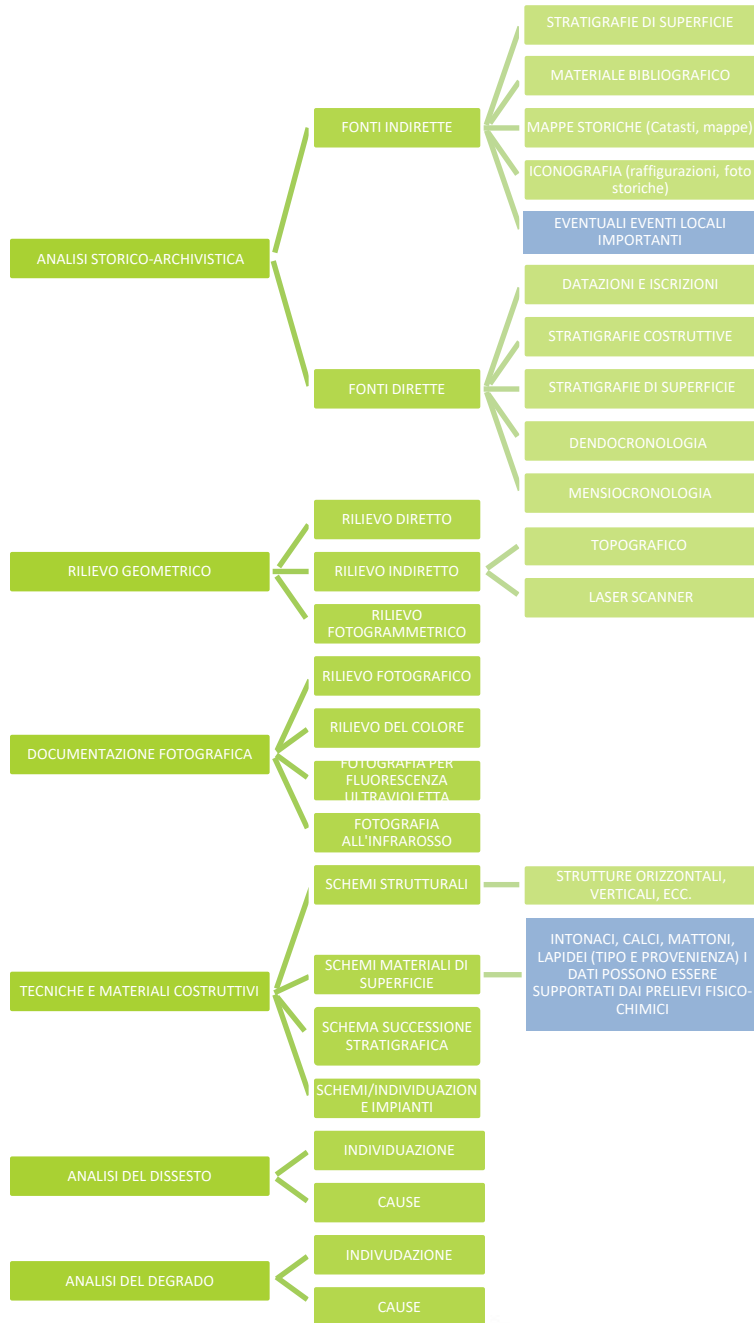 ANALISI STORICO-ARCHIVISTICA
FONTI INDIRETTE
STRATIGRAFIE DI SUPERFICIE
MATERIALE BIBLIOGRAFICO
MAPPE STORICHE (Catasti, mappe)
ICONOGRAFIA (raffigurazioni, foto
storiche)
EVENTUALI EVENTI LOCALI
IMPORTANTI
FONTI DIRETTE
DATAZIONI E ISCRIZIONI
STRATIGRAFIE COSTRUTTIVE
STRATIGRAFIE DI SUPERFICIE
DENDOCRONOLOGIA
MENSIOCRONOLOGIA
RILIEVO GEOMETRICO
RILIEVO DIRETTO
RILIEVO INDIRETTO
TOPOGRAFICO
LASER SCANNER
RILIEVO
FOTOGRAMMETRICO
DOCUMENTAZIONE FOTOGRAFICA
RILIEVO FOTOGRAFICO
RILIEVO DEL COLORE
FOTOGRAFIA PER
FLUORESCENZA
ULTRAVIOLETTA
FOTOGRAFIA
ALL'INFRAROSSO
TECNICHE E MATERIALI COSTRUTTIVI
SCHEMI STRUTTURALI
STRUTTURE ORIZZONTALI,
VERTICALI, ECC.
SCHEMI MATERIALI DI
SUPERFICIE
INTONACI, CALCI, MATTONI,
LAPIDEI (TIPO E PROVENIENZA) I
DATI POSSONO ESSERE
SUPPORTATI DAI PRELIEVI FISICO-
CHIMICI
SCHEMA SUCCESSIONE
STRATIGRAFICA
SCHEMI/INDIVIDUAZION
E IMPIANTI
ANALISI DEL DISSESTO
INDIVIDUAZIONE
CAUSE
ANALISI DEL DEGRADO
INDIVUDAZIONE
CAUSE